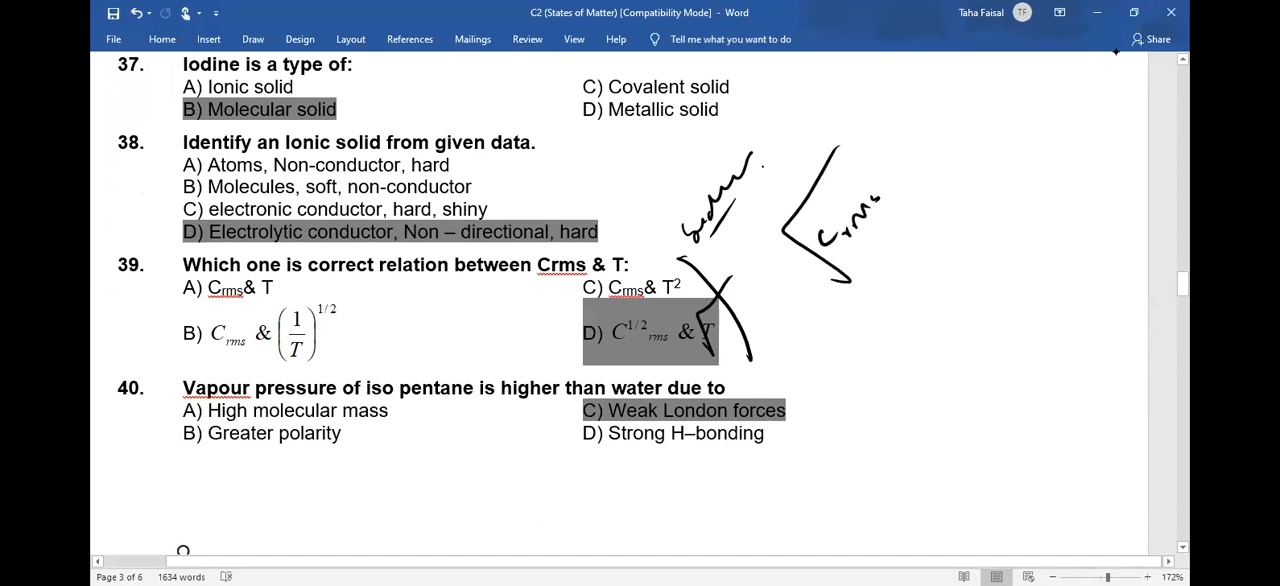 C2 (States of Matter) [Compatibility Mode] - Word
Taha Faisal TF
File Home Insert Draw Design Layout References Mailings Review View Help Tell me what you want to do Share
37. Iodine is a type of:
A) Ionic solid C) Covalent solid
B) Molecular solid D) Metallic solid
38. Identify an Ionic solid from given data.
A) Atoms, Non-conductor, hard
B) Molecules, soft, non-conductor
C) electronic conductor, hard, shiny
D) Electrolytic conductor, Non – directional, hard
Crms
39. Which one is correct relation between Crms & T:
A) Crms& T C) Crms& T²
B) C rms & (1/T)^1/2 D) C^1/2 rms & T
40. Vapour pressure of iso pentane is higher than water due to
A) High molecular mass C) Weak London forces
B) Greater polarity D) Strong H–bonding
Page 3 of 6 1634 words 172%